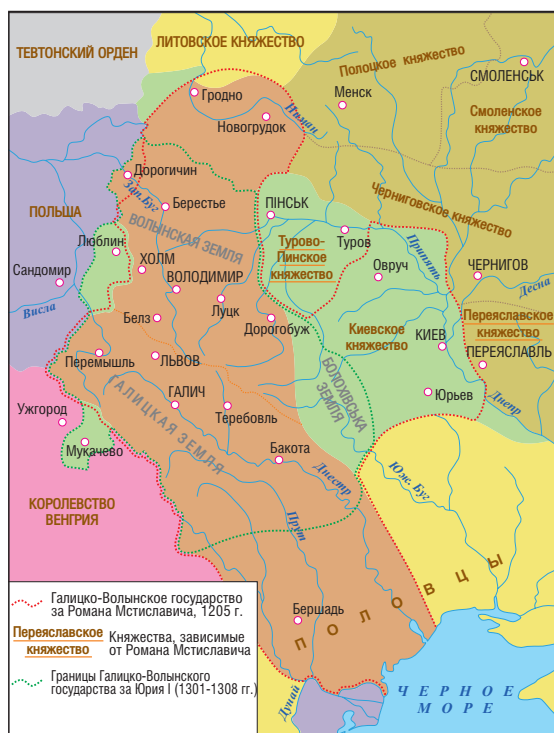 ТЕВТОНСКИЙ ОРДЕН
ЛИТОВСКОЕ КНЯЖЕСТВО
Полоцкое княжество
СМОЛЕНСЬК
Гродно
Менск
Неман
Новогрудок
Смоленское
княжество
Дорогичин
Зап. Буг
Берестье
ПІНСЬК
Черниговское княжество
ПОЛЬША
ВОЛЫНСКАЯ ЗЕМЛЯ
Люблин
Турово-
Пинское
княжество
Туров
Припять
Сандомир
ХОЛМ
ВОЛОДИМИР
Овруч
ЧЕРНИГОВ
Десна
Висла
Белз
Луцк
Дорогобуж
Киевское
княжество
КИЕВ
Переяславское
княжество
ПЕРЕЯСЛАВЛЬ
Перемышль
ЛЬВОВ
БОЛОХІВСЬКА
ЗЕМЛЯ
Ужгород
ГАЛИЧ
Теребовль
Юрьев
Днепр
Мукачево
ГАЛИЦКАЯ ЗЕМЛЯ
Бакота
Днестр
Юж. Буг
КОРОЛЕВСТВО
ВЕНГРИЯ
Прут
ПОЛОВЦЫ
Бершадь
Дунай
ЧЕРНОЕ
МОРЕ
Галицко-Волынское государство
за Романа Мстиславича, 1205 г.
Переяславское
княжество
Княжества, зависимые
от Романа Мстиславича
Границы Галицко-Волынского
государства за Юрия I (1301-1308 гг.)